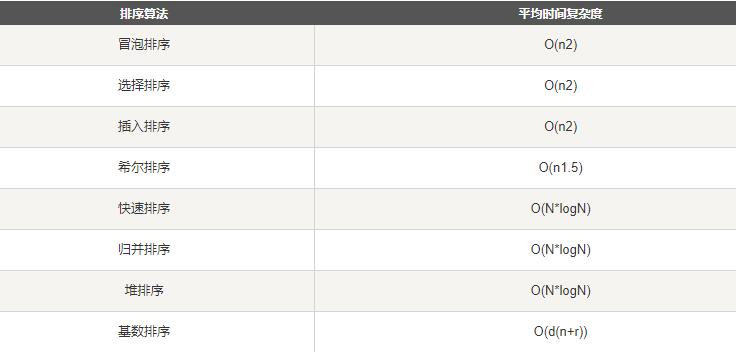 排序算法 平均时间复杂度
冒泡排序 O(n2)
选择排序 O(n2)
插入排序 O(n2)
希尔排序 O(n1.5)
快速排序 O(N*logN)
归并排序 O(N*logN)
堆排序 O(N*logN)
基数排序 O(d(n+r))